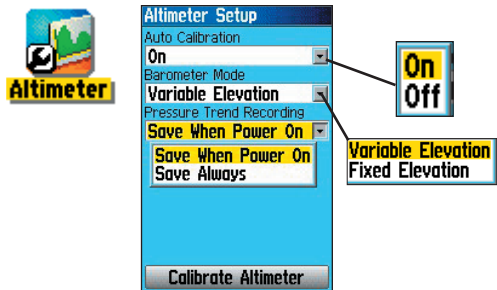 Altimeter
Altimeter Setup
Auto Calibration
On
Barometer Mode
Variable Elevation
Pressure Trend Recording
Save When Power On
Save When Power On
Save Always
Calibrate Altimeter
On
Off
Variable Elevation
Fixed Elevation